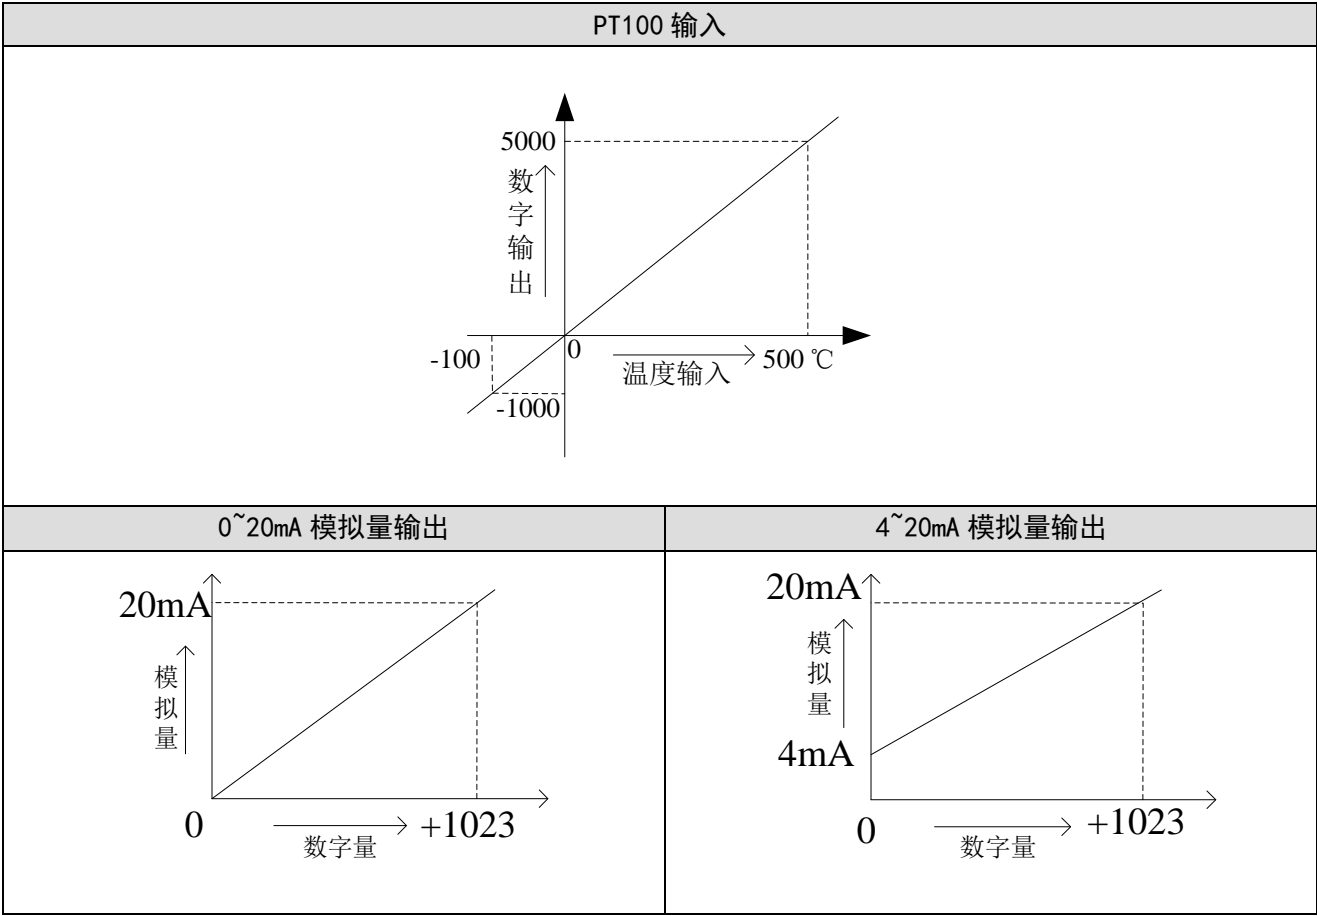 PT100 输入
5000
数字输出
-100
0
温度输入
500 ℃
-1000
0~20mA 模拟量输出
4~20mA 模拟量输出
20mA
模拟量
0
数字量
+1023
20mA
模拟量
4mA
0
数字量
+1023